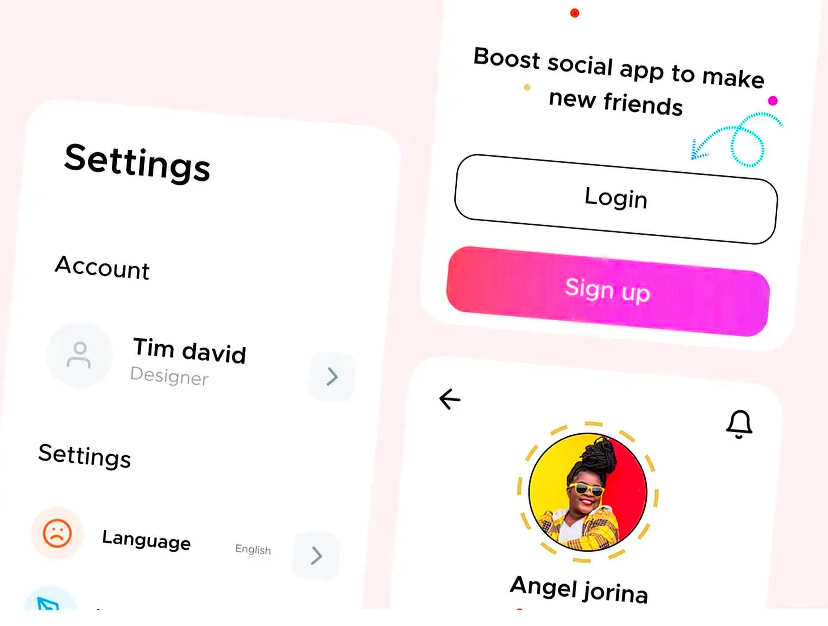 Settings
Account
Tim david
Designer
Settings
Language
English
Boost social app to make
new friends
Login
Sign up
Angel jorina